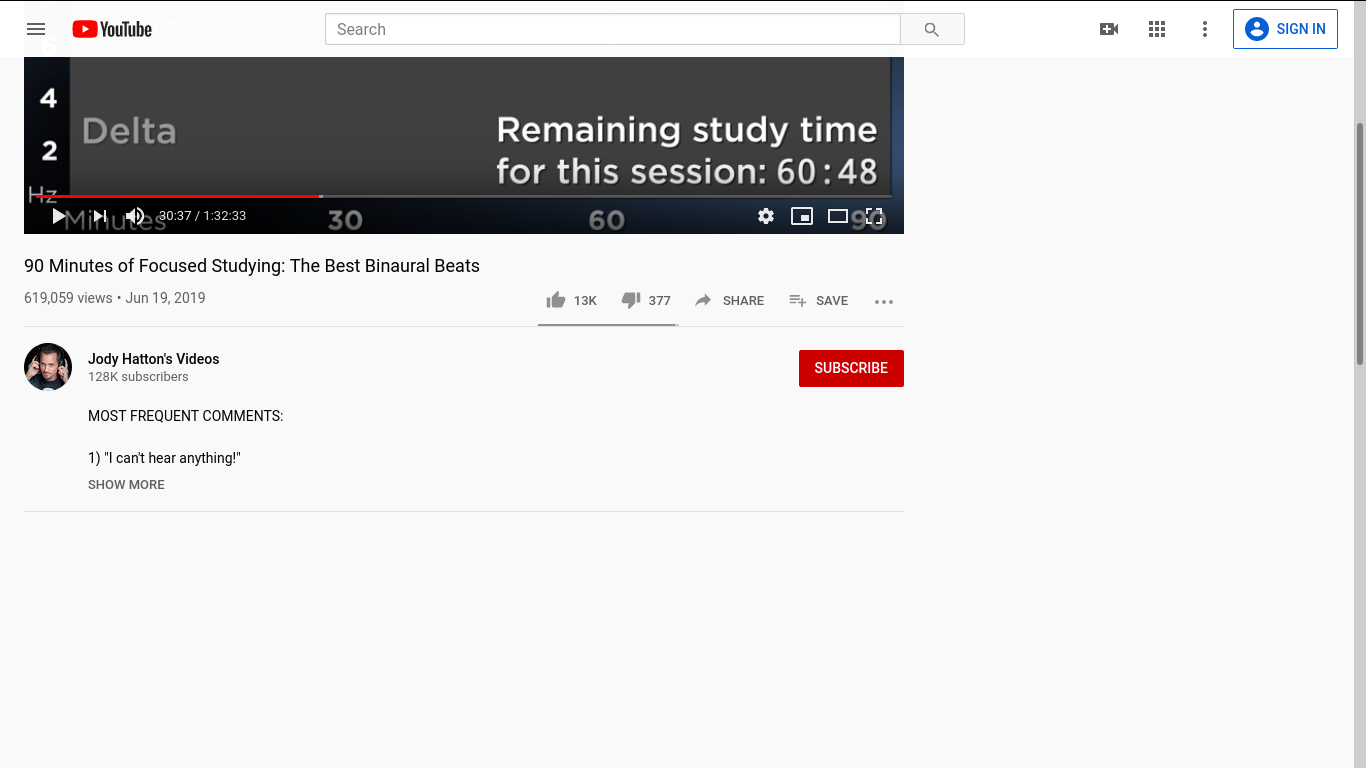 YouTube
Search
SIGN IN
4
Delta
Remaining study time
2
for this session: 60:48
Hz
30:37 / 1:32:33
Minutes 30 60 90
90 Minutes of Focused Studying: The Best Binaural Beats
619,059 views • Jun 19, 2019
13K 377 SHARE SAVE
Jody Hatton's Videos
128K subscribers
SUBSCRIBE
MOST FREQUENT COMMENTS:
1) "I can't hear anything!"
SHOW MORE